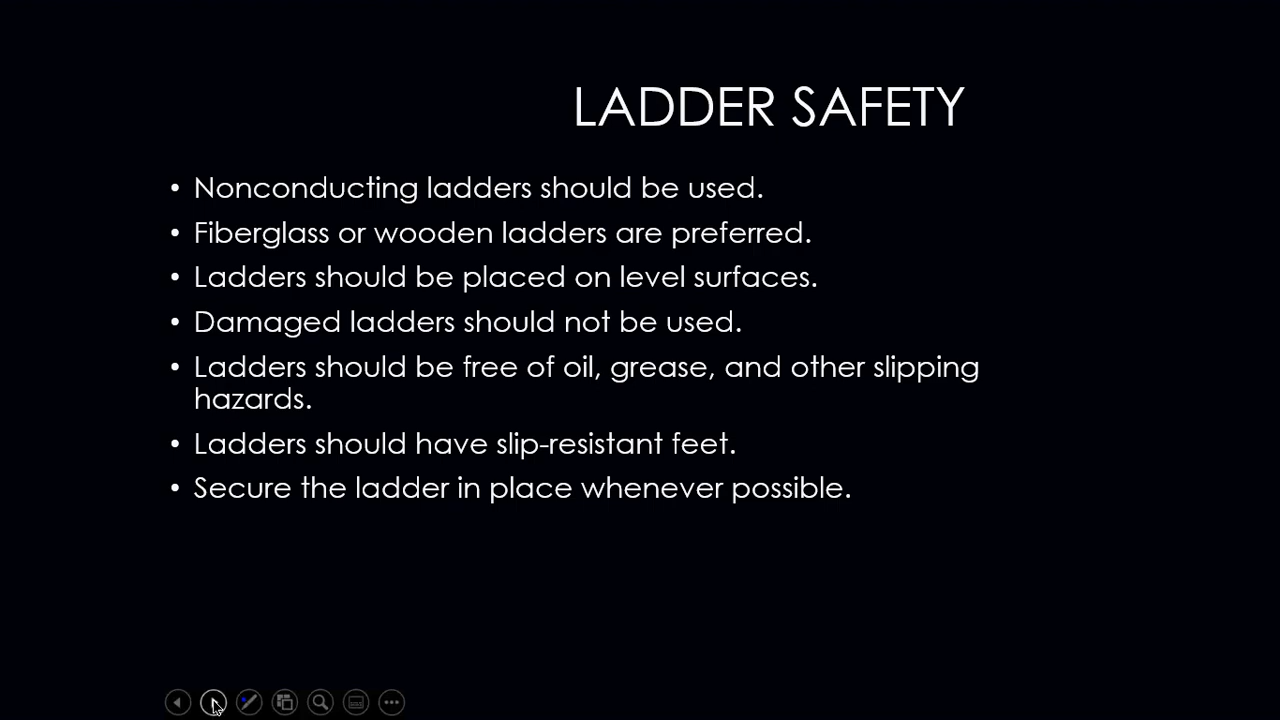 LADDER SAFETY
• Nonconducting ladders should be used.
• Fiberglass or wooden ladders are preferred.
• Ladders should be placed on level surfaces.
• Damaged ladders should not be used.
• Ladders should be free of oil, grease, and other slipping
hazards.
• Ladders should have slip-resistant feet.
• Secure the ladder in place whenever possible.